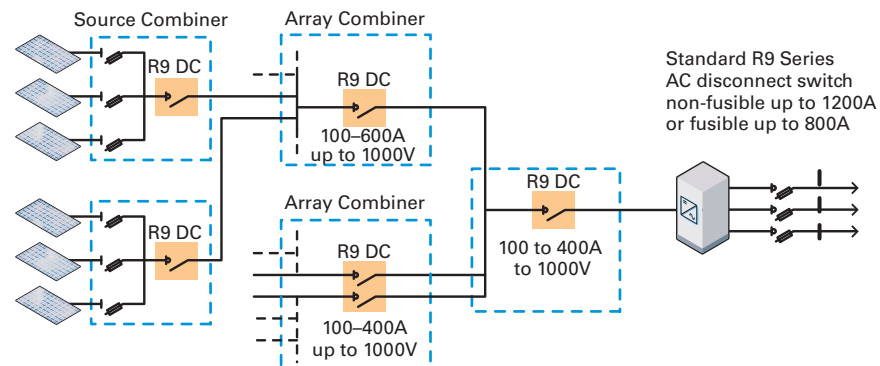 Source Combiner
R9 DC
R9 DC
Array Combiner
R9 DC
100–600A
up to 1000V
Array Combiner
R9 DC
100–400A
up to 1000V
R9 DC
100 to 400A
to 1000V
Standard R9 Series
AC disconnect switch
non-fusible up to 1200A
or fusible up to 800A